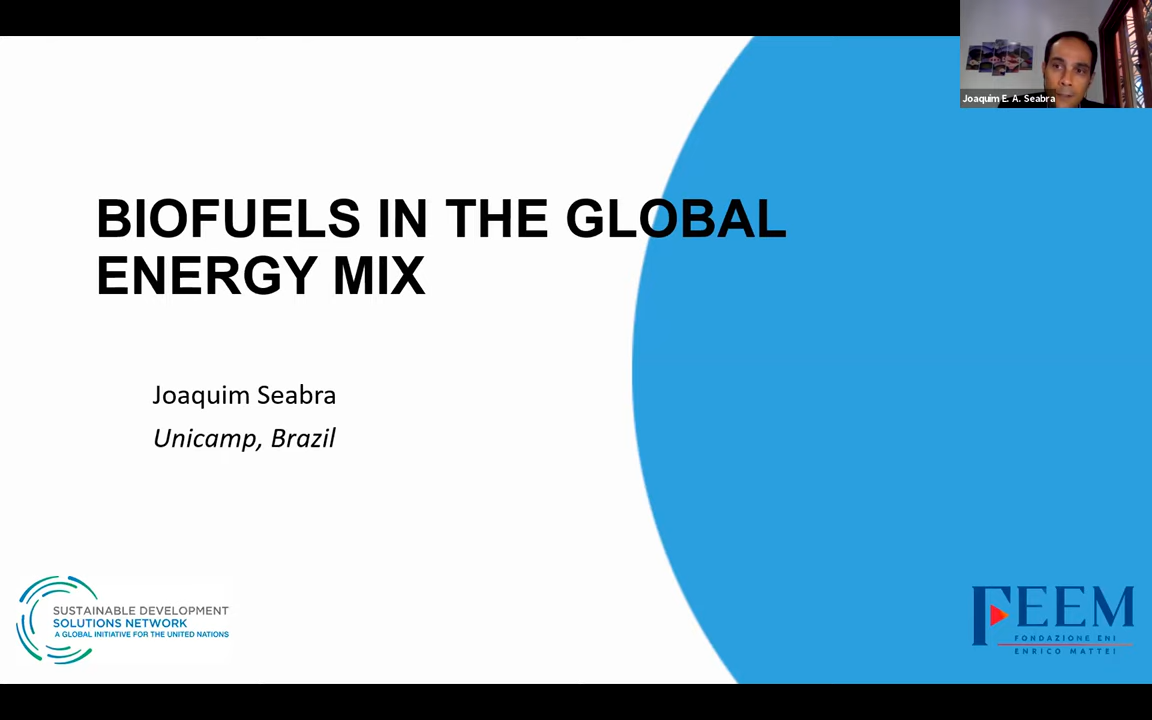 Joaquim E. A. Seabra
BIOFUELS IN THE GLOBAL
ENERGY MIX
Joaquim Seabra
Unicamp, Brazil
SUSTAINABLE DEVELOPMENT
SOLUTIONS NETWORK
A GLOBAL INITIATIVE FOR THE UNITED NATIONS
FEEM
FONDAZIONE ENI
ENRICO MATTEI